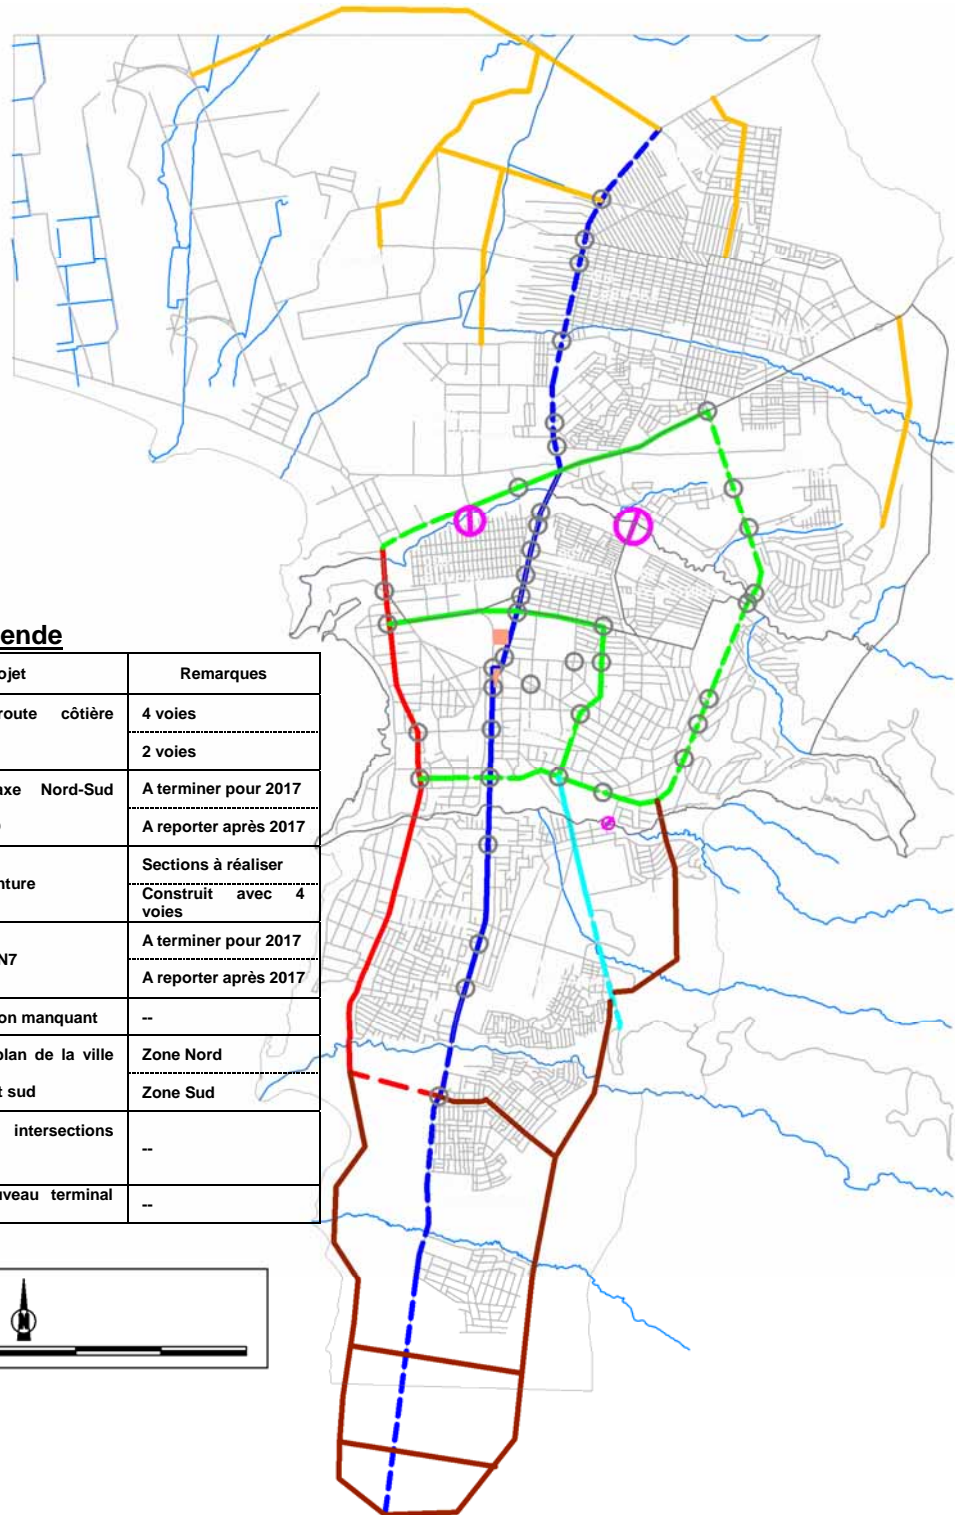 ende
ojet
Remarques
route côtière
4 voies
2 voies
axe Nord-Sud
A terminer pour 2017
A reporter après 2017
nture
Sections à réaliser
Construit avec 4
voies
N7
A terminer pour 2017
A reporter après 2017
on manquant
--
plan de la ville
t sud
Zone Nord
Zone Sud
intersections
--
uveau terminal
--
N